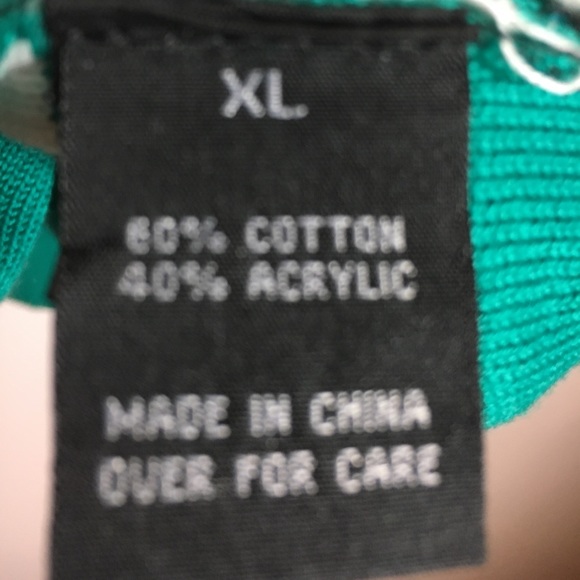 XL
60% COTTON
40% ACRYLIC
MADE IN CHINA
OVER FOR CARE